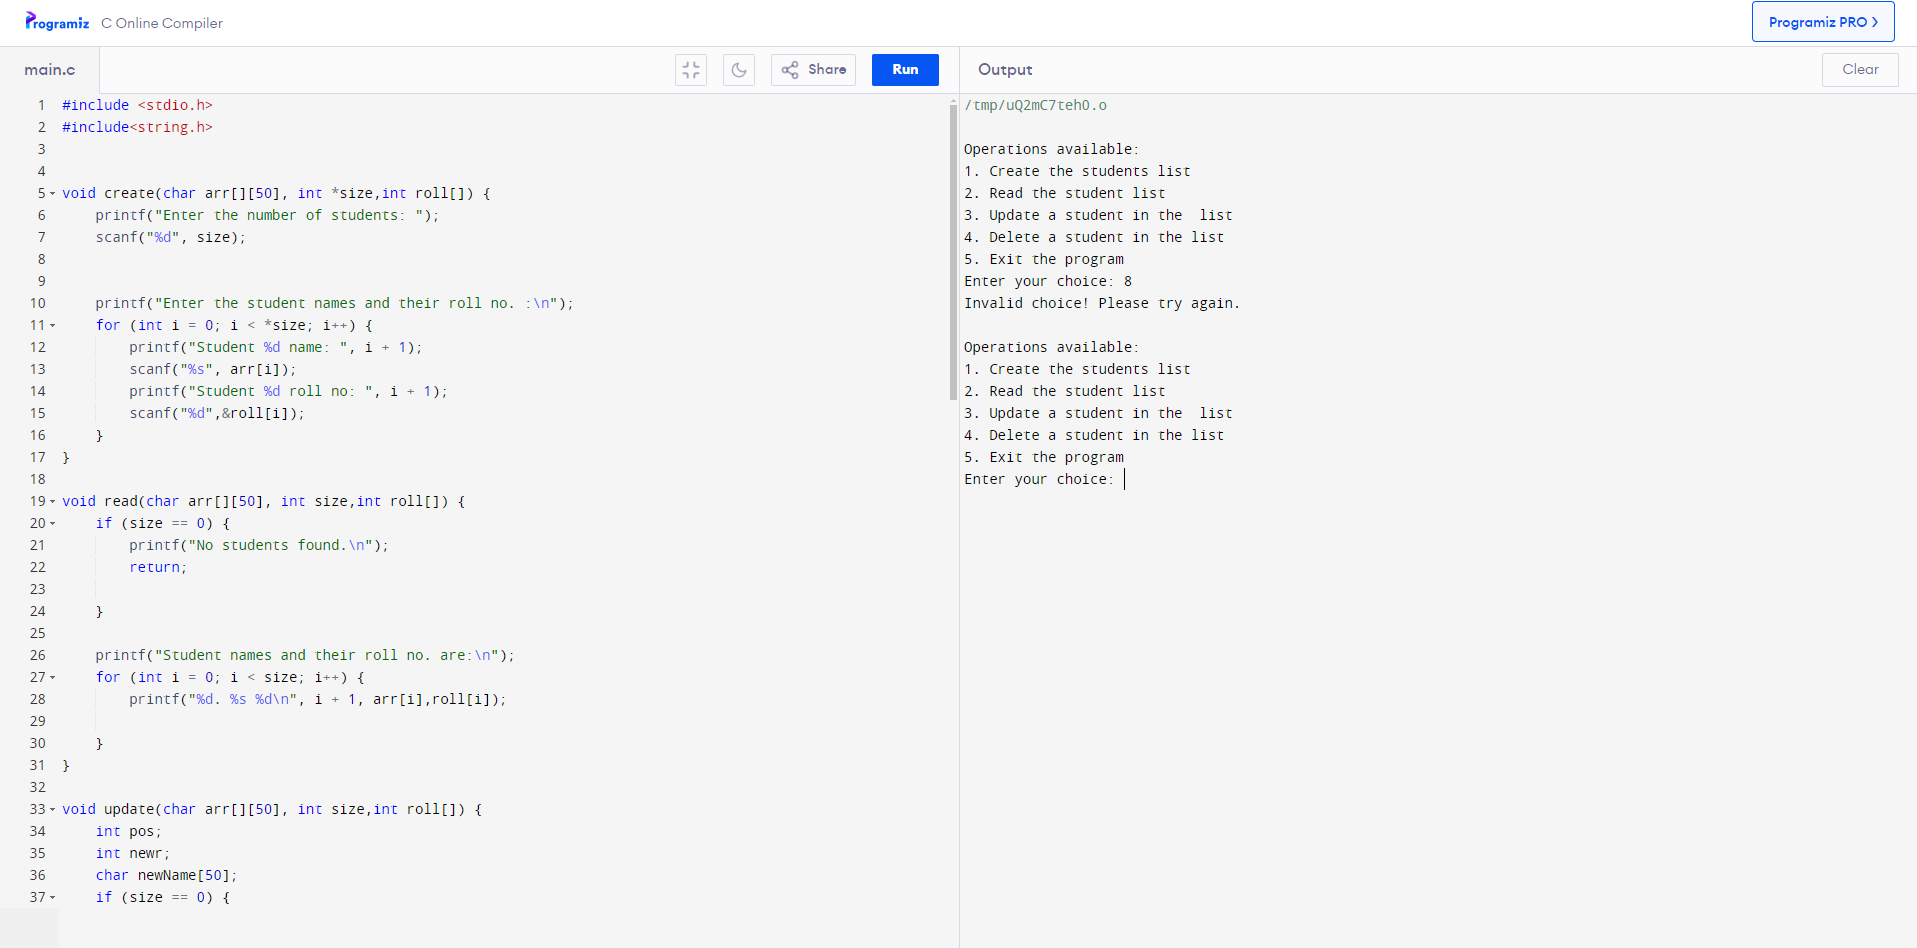 Programiz C Online Compiler
Programiz PRO >
main.c
Share
Run
Output
Clear
1 #include <stdio.h>
2 #include<string.h>
3
4
5 void create(char arr[][50], int *size,int roll[]) {
6 printf("Enter the number of students: ");
7 scanf("%d", size);
8
9
10 printf("Enter the student names and their roll no. :\n");
11 for (int i = 0; i < *size; i++) {
12 printf("Student %d name: ", i + 1);
13 scanf("%s", arr[i]);
14 printf("Student %d roll no: ", i + 1);
15 scanf("%d",&roll[i]);
16 }
17 }
18
19 void read(char arr[][50], int size,int roll[]) {
20 if (size == 0) {
21 printf("No students found.\n");
22 return;
23
24 }
25
26 printf("Student names and their roll no. are:\n");
27 for (int i = 0; i < size; i++) {
28 printf("%d. %s %d\n", i + 1, arr[i],roll[i]);
29
30 }
31 }
32
33 void update(char arr[][50], int size,int roll[]) {
34 int pos;
35 int newr;
36 char newName[50];
37 if (size == 0) {
/tmp/uQ2mC7teh0.o
Operations available:
1. Create the students list
2. Read the student list
3. Update a student in the  list
4. Delete a student in the list
5. Exit the program
Enter your choice: 8
Invalid choice! Please try again.
Operations available:
1. Create the students list
2. Read the student list
3. Update a student in the  list
4. Delete a student in the list
5. Exit the program
Enter your choice: